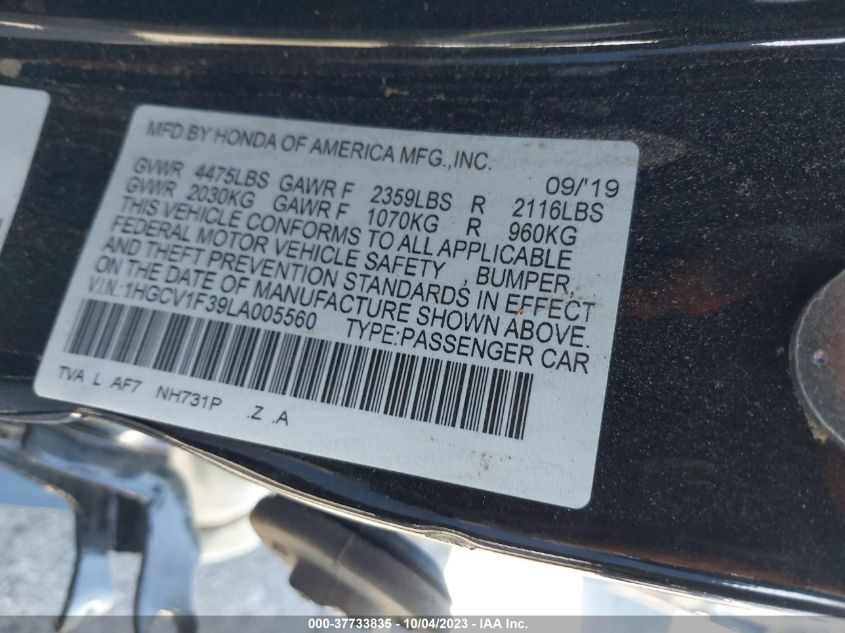 MFD BY HONDA OF AMERICA MFG.,INC.
09/'19
GVWR 4475LBS GAWR F 2359LBS R 2116LBS
GVWR 2030KG GAWR F 1070KG R 960KG
THIS VEHICLE CONFORMS TO ALL APPLICABLE
FEDERAL MOTOR VEHICLE SAFETY , BUMPER,
AND THEFT PREVENTION STANDARDS IN EFFECT
ON THE DATE OF MANUFACTURE SHOWN ABOVE.
V.I.N.:1HGCV1F39LA005560 TYPE:PASSENGER CAR
TVA L AF7 NH731P .Z .A
000-37733835 - 10/04/2023 - IAA Inc.